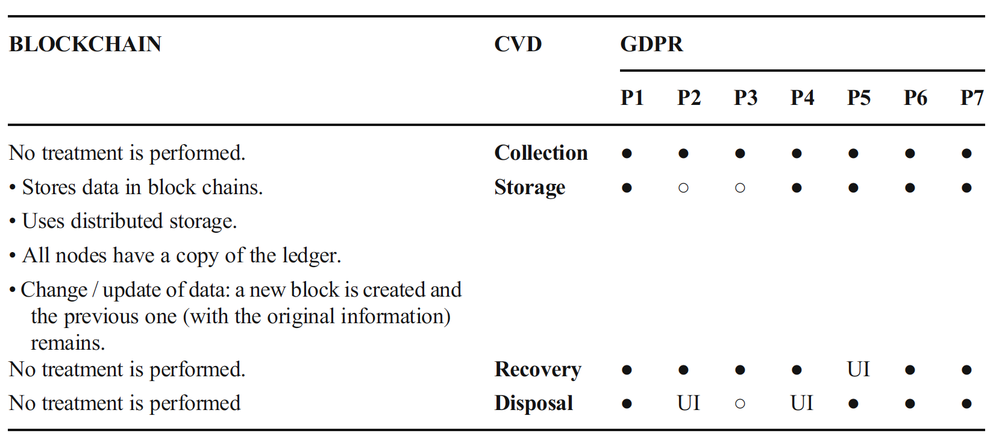 BLOCKCHAIN CVD GDPR
P1 P2 P3 P4 P5 P6 P7
No treatment is performed. Collection ● ● ● ● ● ● ●
• Stores data in block chains. Storage ● ○ ○ ● ● ● ●
• Uses distributed storage.
• All nodes have a copy of the ledger.
• Change / update of data: a new block is created and
the previous one (with the original information)
remains.
No treatment is performed. Recovery ● ● ● ● UI ● ●
No treatment is performed Disposal ● UI ○ UI ● ● ●